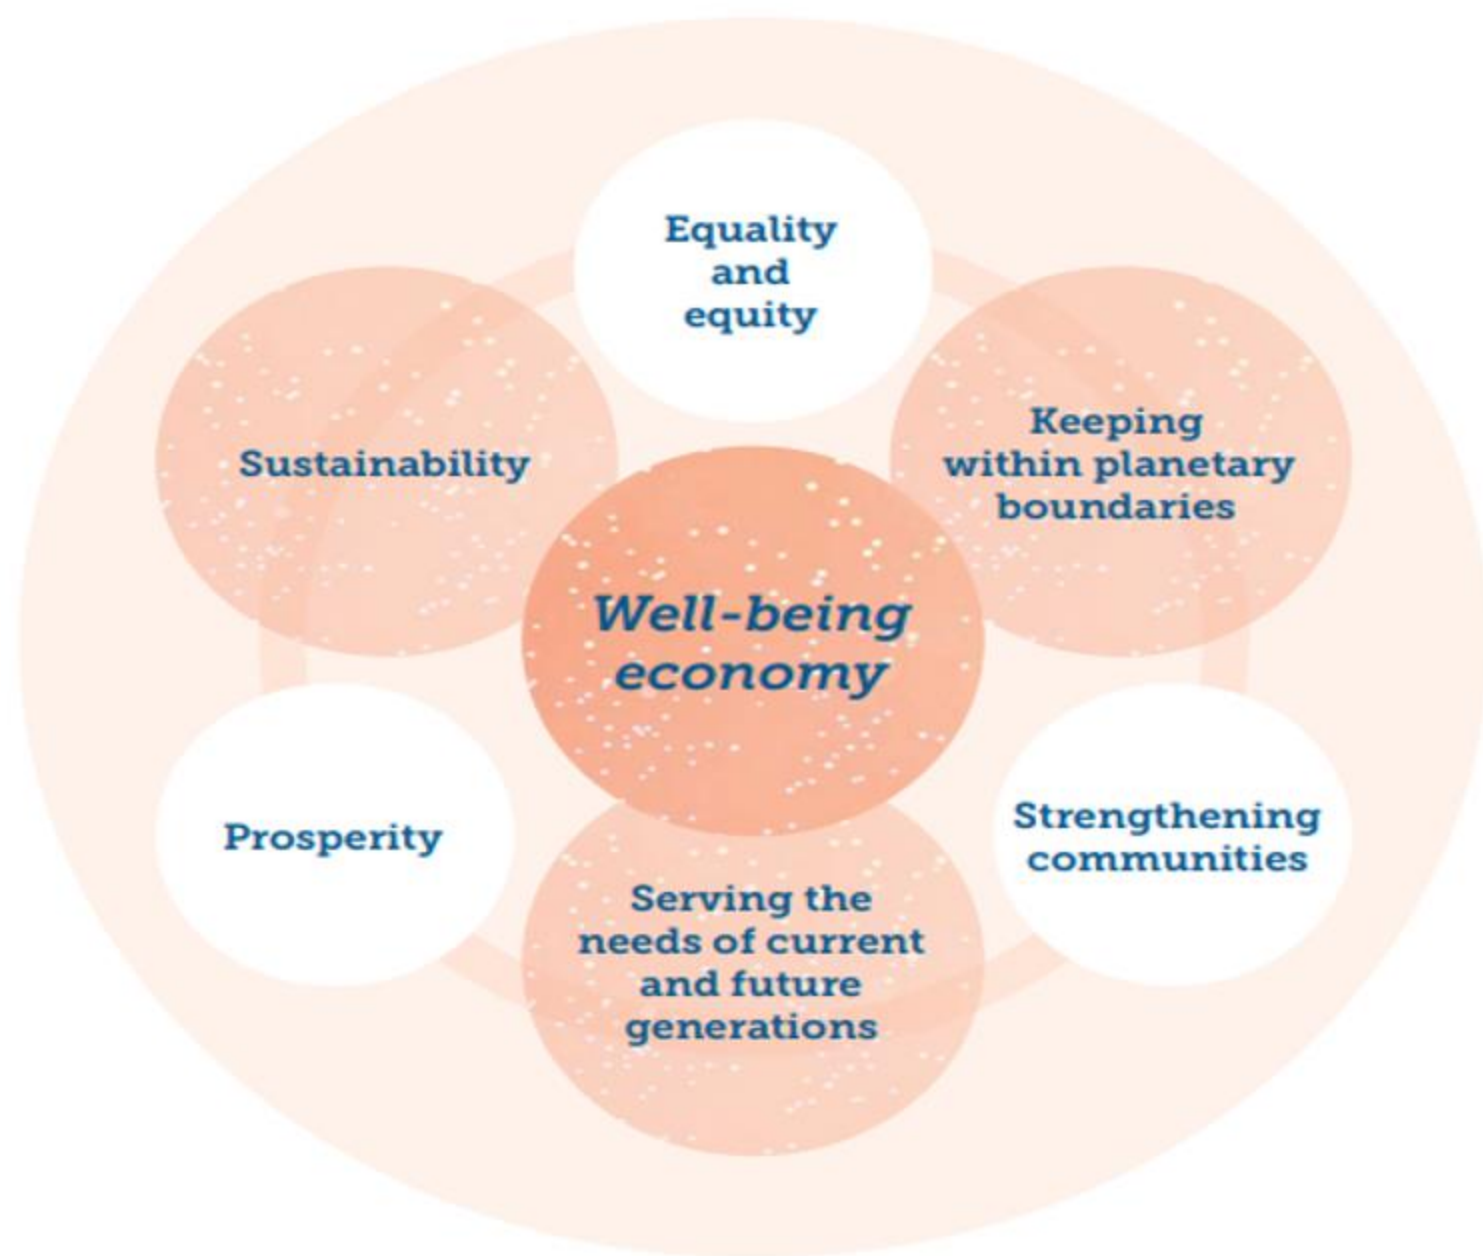 Equality
and
equity
Keeping
within planetary
boundaries
Sustainability
Well-being
economy
Strengthening
communities
Prosperity
Serving the
needs of current
and future
generations